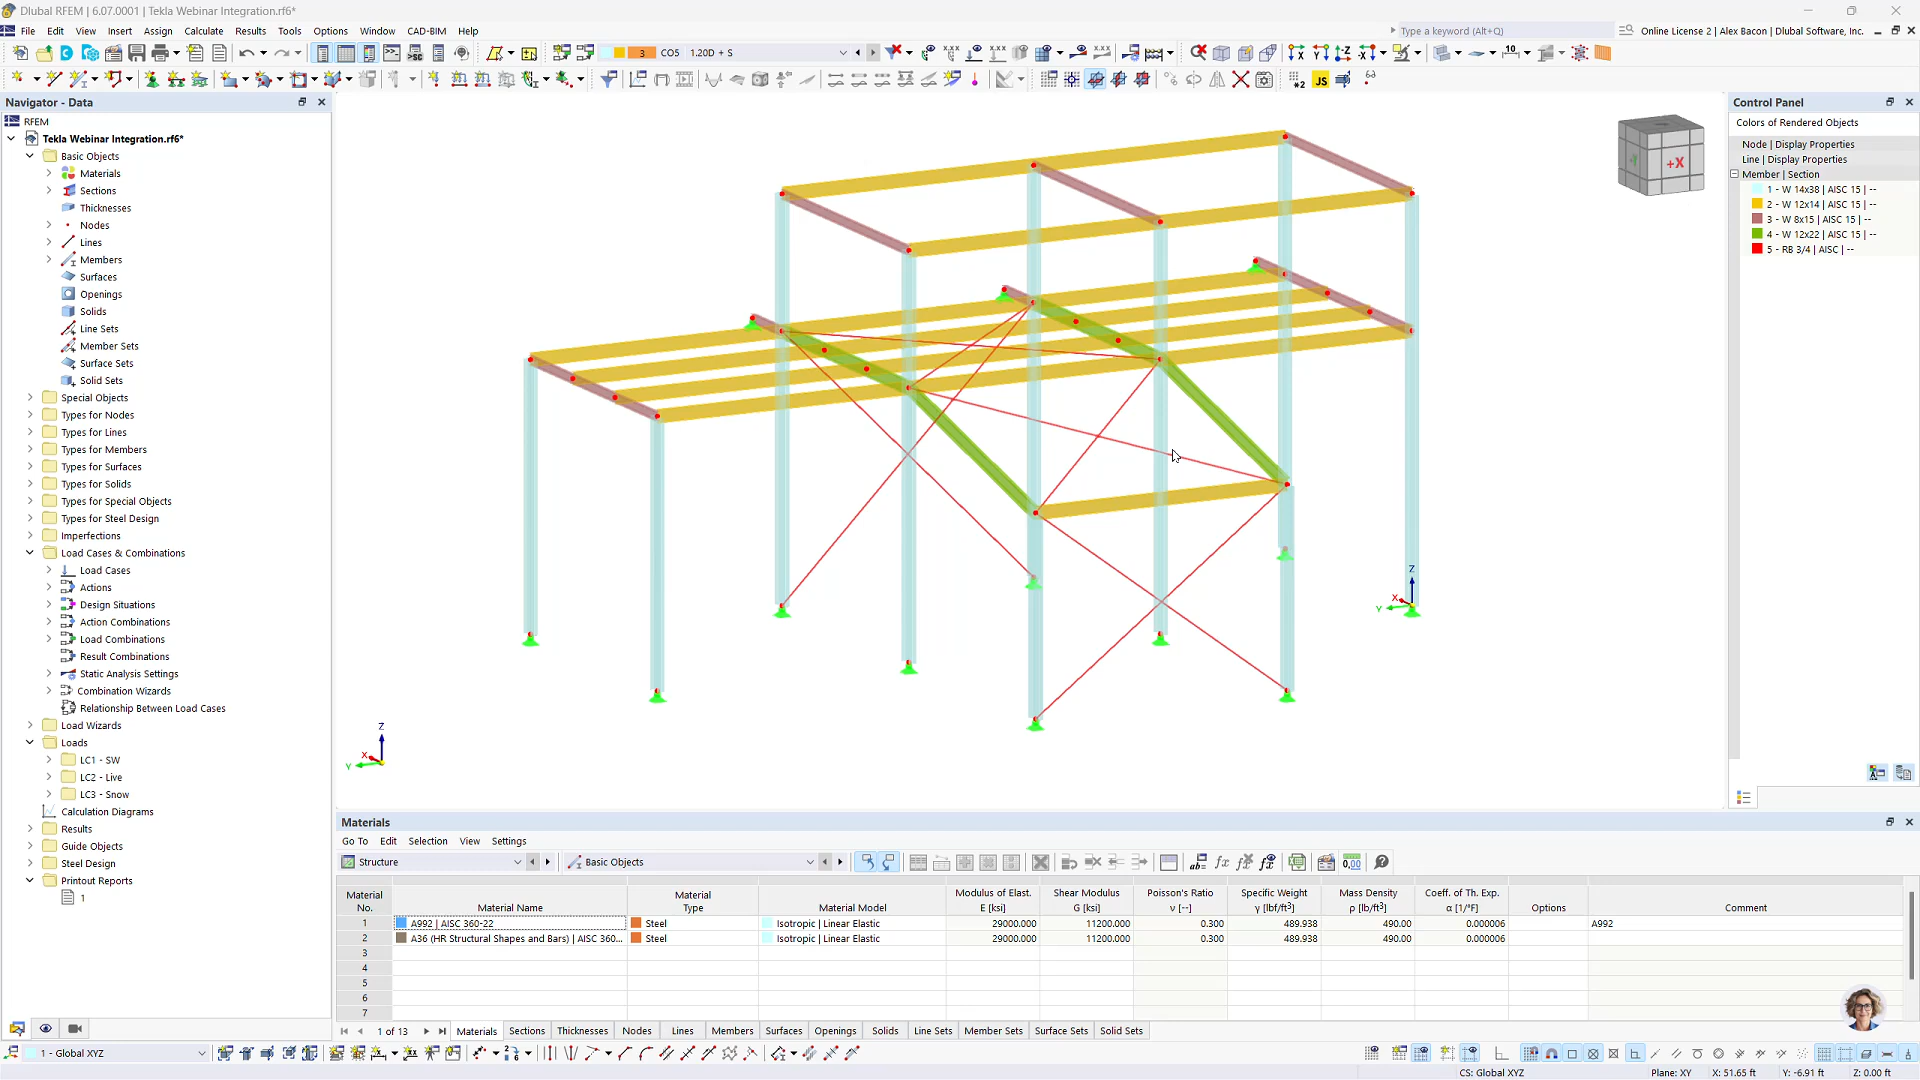 Dlubal RFEM | 6.07.0001 | Tekla Webinar Integration.rf6*
File Edit View Insert Assign Calculate Results Options Tools Window CAD-BIM Help
Type a keyword (Alt+Q)
Online License 2 | Alex Bacon | Dlubal Software, Inc.
3 CO5 1.20D + S
Navigator - Data
RFEM
Tekla Webinar Integration.rf6*
Basic Objects
Materials
Sections
Thicknesses
Nodes
Lines
Members
Surfaces
Openings
Solids
Line Sets
Member Sets
Surface Sets
Solid Sets
Special Objects
Types for Nodes
Types for Lines
Types for Members
Types for Surfaces
Types for Solids
Types for Special Objects
Types for Steel Design
Imperfections
Load Cases & Combinations
Load Cases
Actions
Design Situations
Action Combinations
Load Combinations
Result Combinations
Static Analysis Settings
Combination Wizards
Relationship Between Load Cases
Load Wizards
Loads
LC1 - SW
LC2 - Live
LC3 - Snow
Calculation Diagrams
Results
Guide Objects
Steel Design
Printout Reports
1
+X
Z
X
Y
Z
X
Y
Control Panel
Colors of Rendered Objects
Node | Display Properties
Line | Display Properties
Member | Section
1 - W 14x38 | AISC 15 | --
2 - W 12x14 | AISC 15 | --
3 - W 8x15 | AISC 15 | --
4 - W 12x22 | AISC 15 | --
5 - RB 3/4 | AISC | --
Materials
Go To Edit Selection View Settings
Structure
Basic Objects
Material No. Material Name Material Type Material Model Modulus of Elast. E [ksi] Shear Modulus G [ksi] Poisson's Ratio ν [--] Specific Weight γ [lbf/ft³] Mass Density ρ [lb/ft³] Coeff. of Th. Exp. α [1/°F] Options Comment
1 A992 | AISC 360-22 Steel Isotropic | Linear Elastic 29000.000 11200.000 0.300 489.938 490.00 0.000006 A992
2 A36 (HR Structural Shapes and Bars) | AISC 360... Steel Isotropic | Linear Elastic 29000.000 11200.000 0.300 489.938 490.00 0.000006
3
4
5
6
7
1 of 13 Materials Sections Thicknesses Nodes Lines Members Surfaces Openings Solids Line Sets Member Sets Surface Sets Solid Sets
1 - Global XYZ
CS: Global XYZ Plane: XY X: 51.65 ft Y: -6.91 ft Z: 0.00 ft